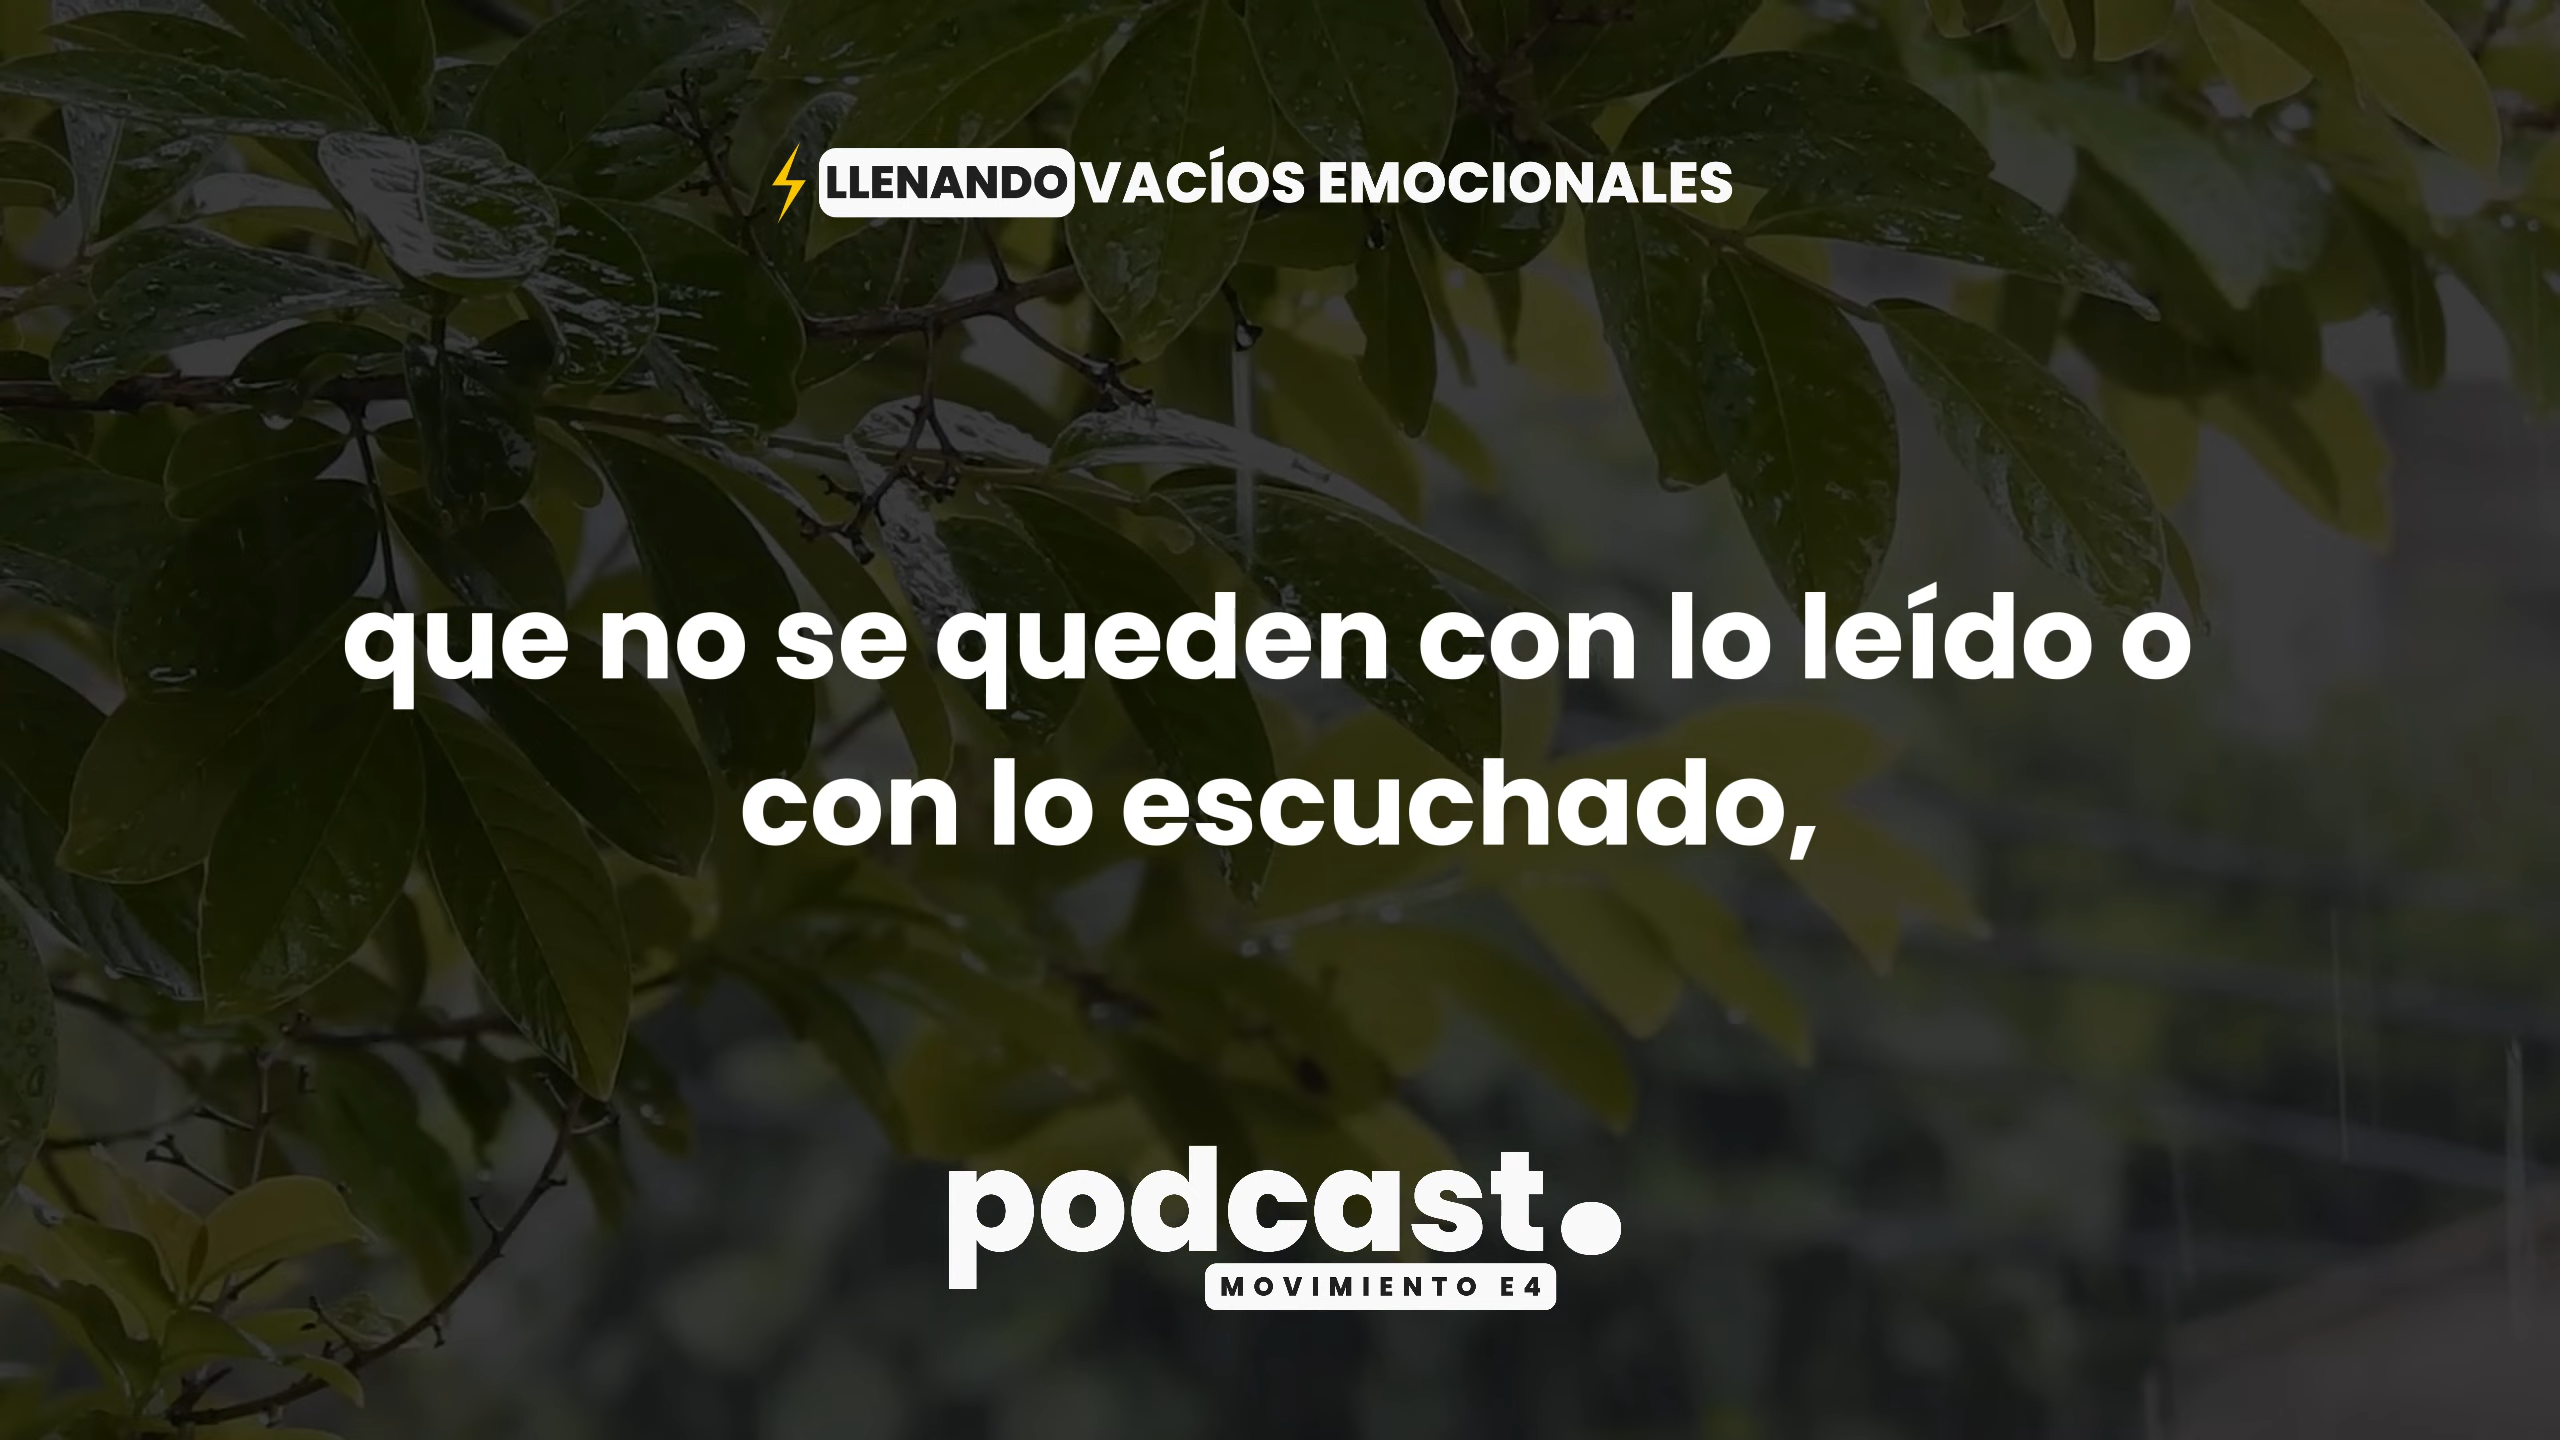 LLENANDO VACÍOS EMOCIONALES
que no se queden con lo leído o
con lo escuchado,
podcast.
MOVIMIENTO E4